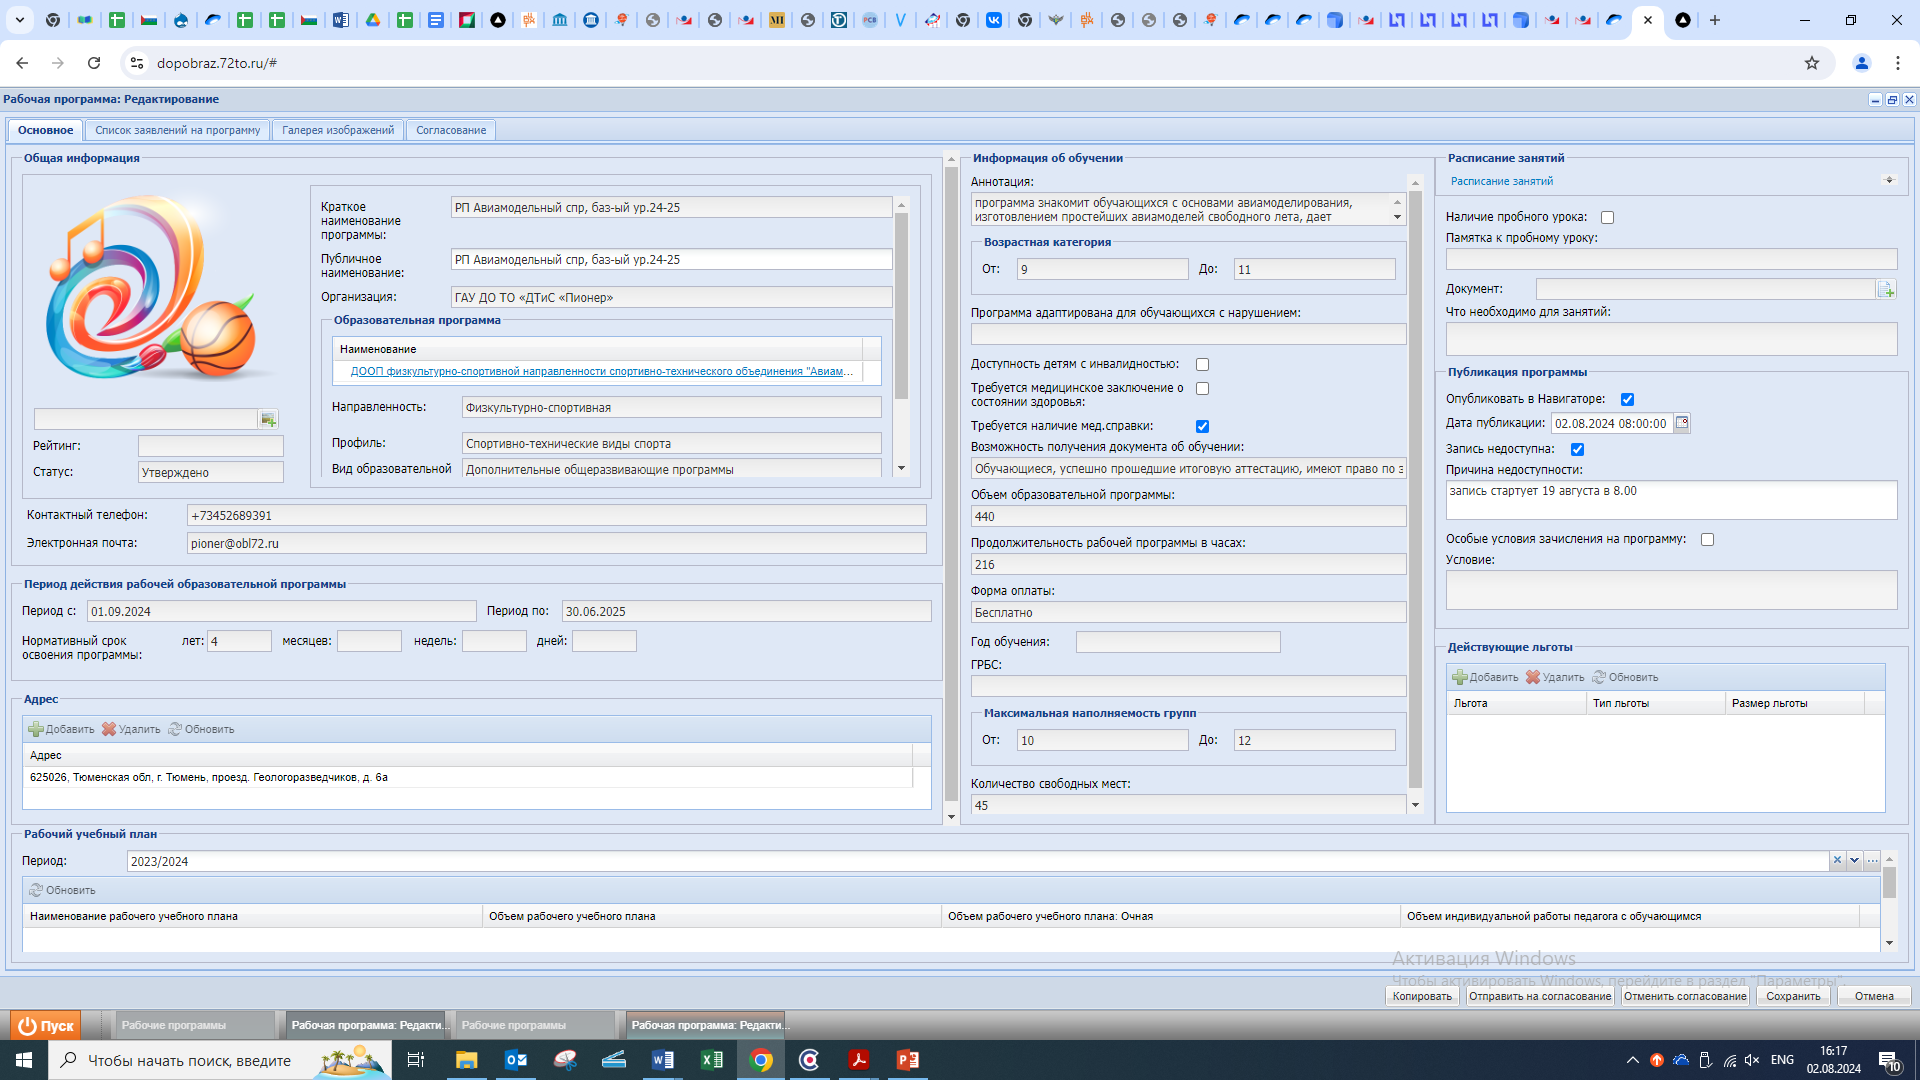 dopobraz.72to.ru/#
Рабочая программа: Редактирование
Основное
Список заявлений на программу
Галерея изображений
Согласование
Общая информация
Краткое наименование программы:
РП Авиамодельный спр, баз-ый ур.24-25
Публичное наименование:
РП Авиамодельный спр, баз-ый ур.24-25
Организация:
ГАУ ДО ТО «ДТиС «Пионер»
Образовательная программа
Наименование
ДООП физкультурно-спортивной направленности спортивно-технического объединения "Авиам...
Направленность:
Физкультурно-спортивная
Профиль:
Спортивно-технические виды спорта
Вид образовательной
Дополнительные общеразвивающие программы
Рейтинг:
Статус:
Утверждено
Контактный телефон:
+73452689391
Электронная почта:
pioner@obl72.ru
Период действия рабочей образовательной программы
Период с:
01.09.2024
Период по:
30.06.2025
Нормативный срок освоения программы:
лет:
4
месяцев:
недель:
дней:
Адрес
Добавить
Удалить
Обновить
Адрес
625026, Тюменская обл, г. Тюмень, проезд. Геологоразведчиков, д. 6а
Информация об обучении
Аннотация:
программа знакомит обучающихся с основами авиамоделирования,
изготовлением простейших авиамоделей свободного лета, дает
Возрастная категория
От:
9
До:
11
Программа адаптирована для обучающихся с нарушением:
Доступность детям с инвалидностью:
Требуется медицинское заключение о состоянии здоровья:
Требуется наличие мед.справки:
Возможность получения документа об обучении:
Обучающиеся, успешно прошедшие итоговую аттестацию, имеют право по з
Объем образовательной программы:
440
Продолжительность рабочей программы в часах:
216
Форма оплаты:
Бесплатно
Год обучения:
ГРБС:
Максимальная наполняемость групп
От:
10
До:
12
Количество свободных мест:
45
Расписание занятий
Расписание занятий
Наличие пробного урока:
Памятка к пробному уроку:
Документ:
Что необходимо для занятий:
Публикация программы
Опубликовать в Навигаторе:
Дата публикации:
02.08.2024 08:00:00
Запись недоступна:
Причина недоступности:
запись стартует 19 августа в 8.00
Особые условия зачисления на программу:
Условие:
Действующие льготы
Добавить
Удалить
Обновить
Льгота
Тип льготы
Размер льготы
Рабочий учебный план
Период:
2023/2024
Обновить
Наименование рабочего учебного плана
Объем рабочего учебного плана
Объем рабочего учебного плана: Очная
Объем индивидуальной работы педагога с обучающимся
Активация Windows
Чтобы активировать Windows, перейдите в раздел "Параметры".
Копировать
Отправить на согласование
Отменить согласование
Сохранить
Отмена
Пуск
Рабочие программы
Рабочая программа: Редакти...
Рабочие программы
Рабочая программа: Редакти...
Чтобы начать поиск, введите
ENG
16:17
02.08.2024
10